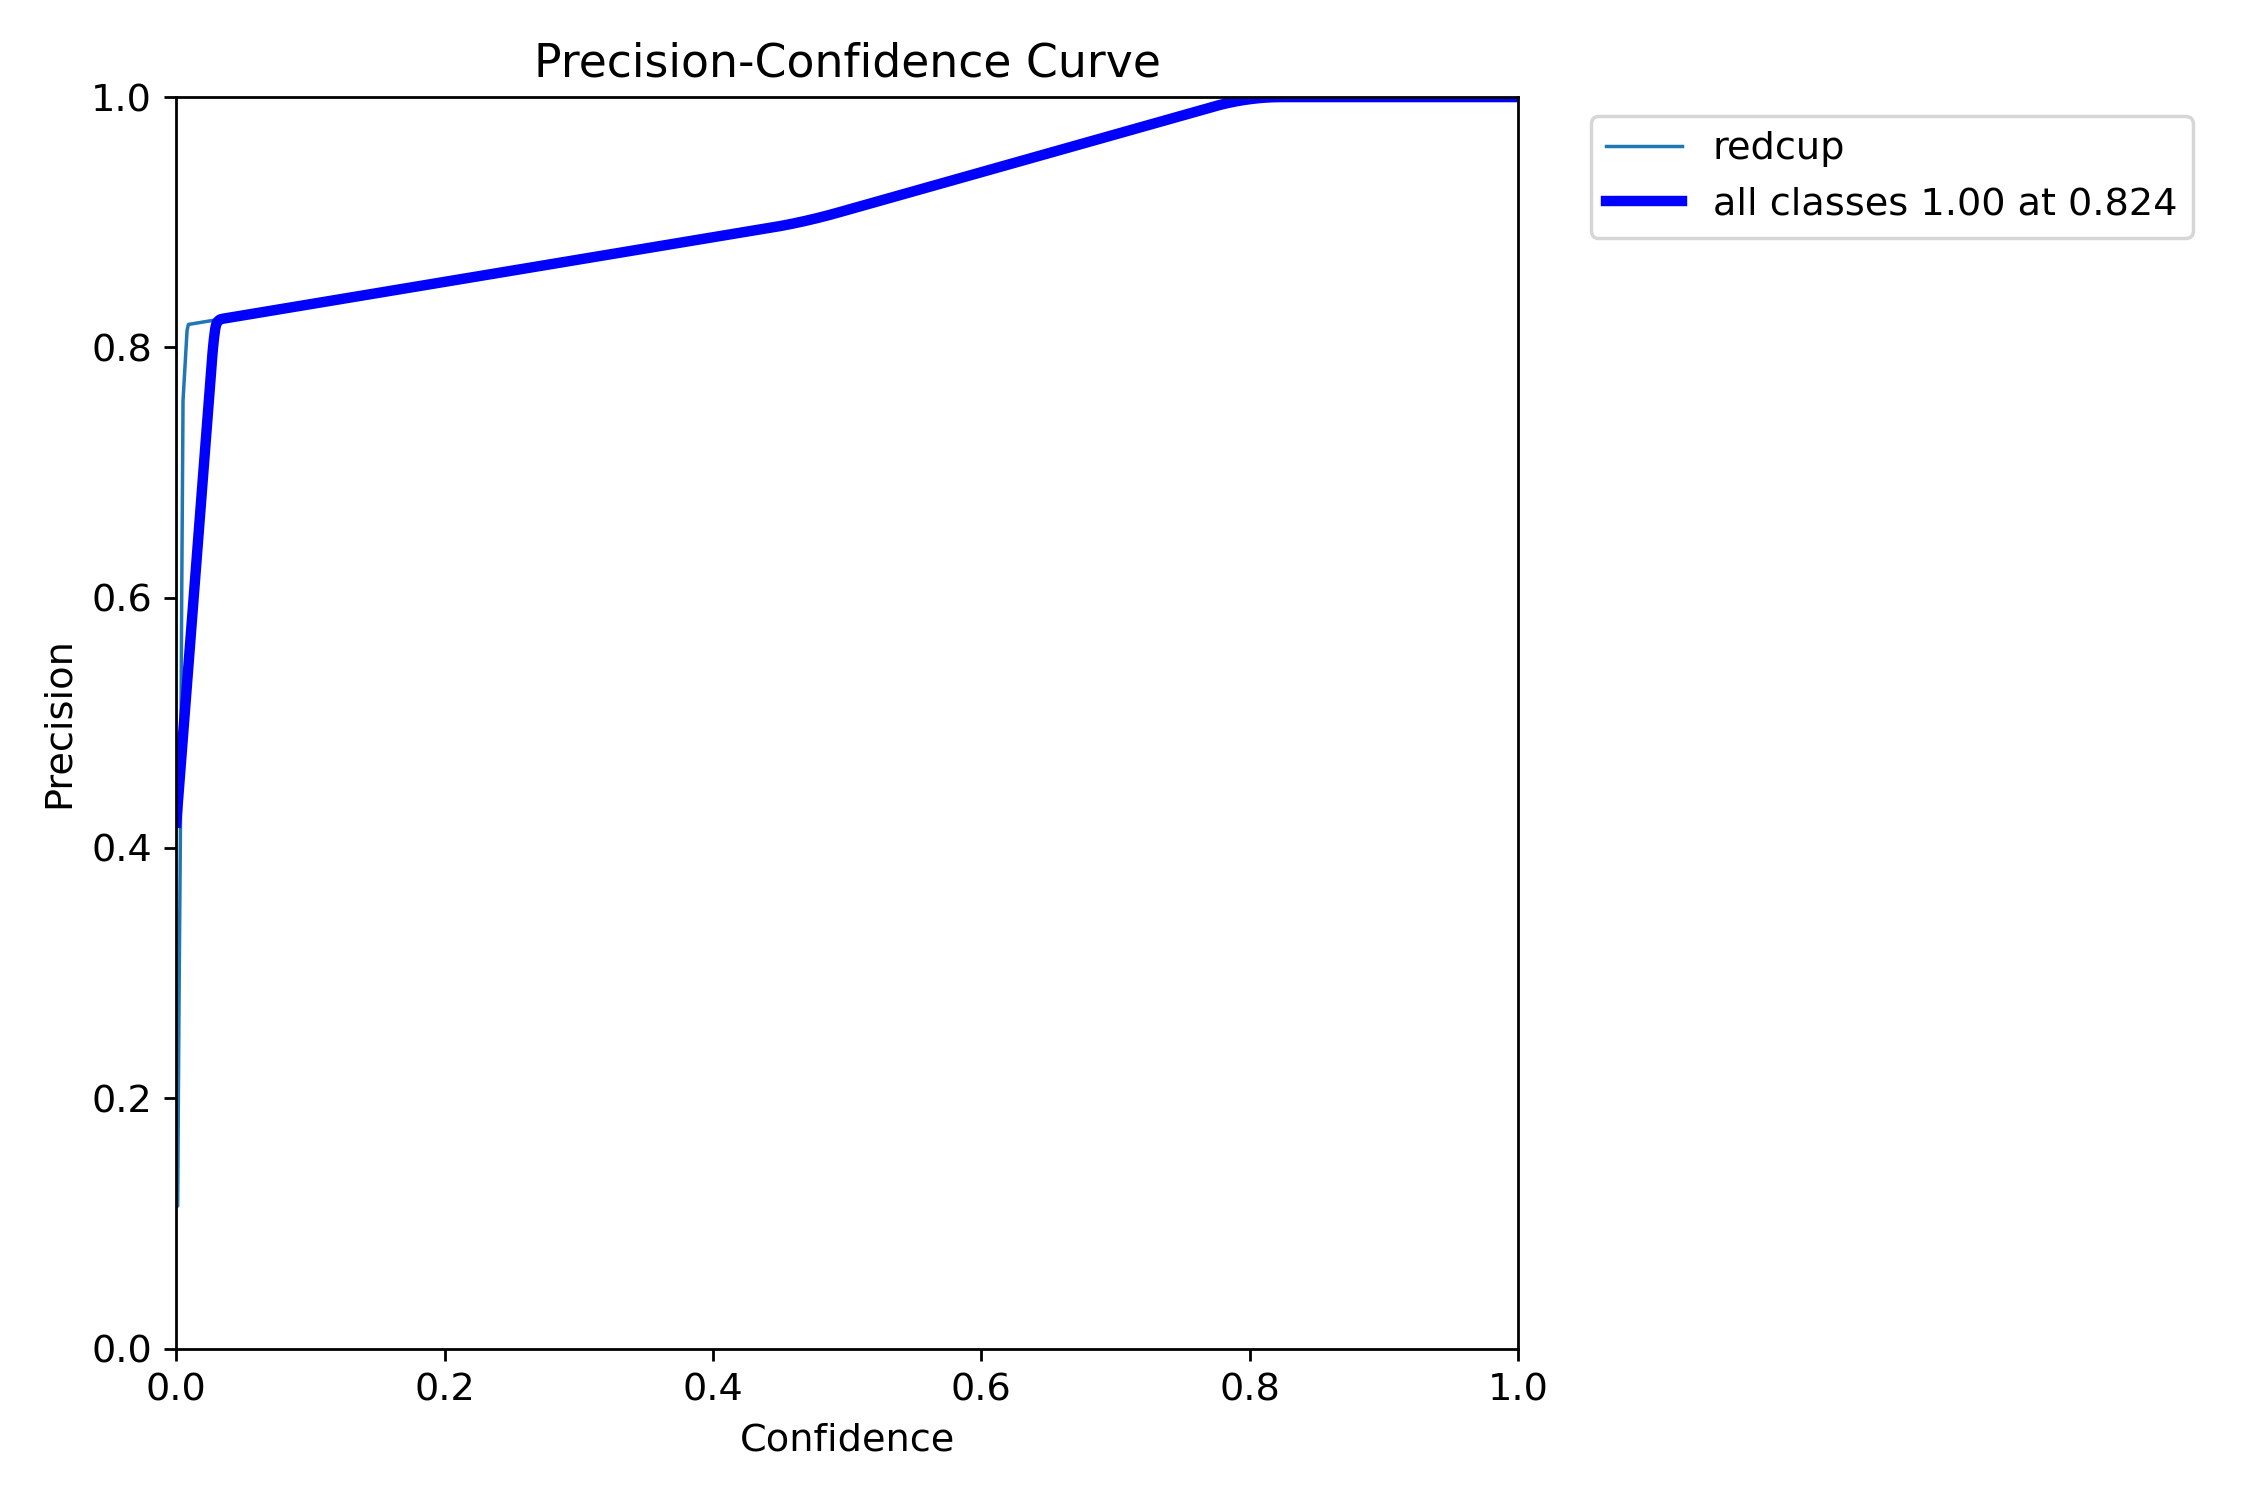 Precision-Confidence Curve
1.0
0.8
0.6
0.4
0.2
0.0
Precision
0.0 0.2 0.4 0.6 0.8 1.0
Confidence
redcup
all classes 1.00 at 0.824